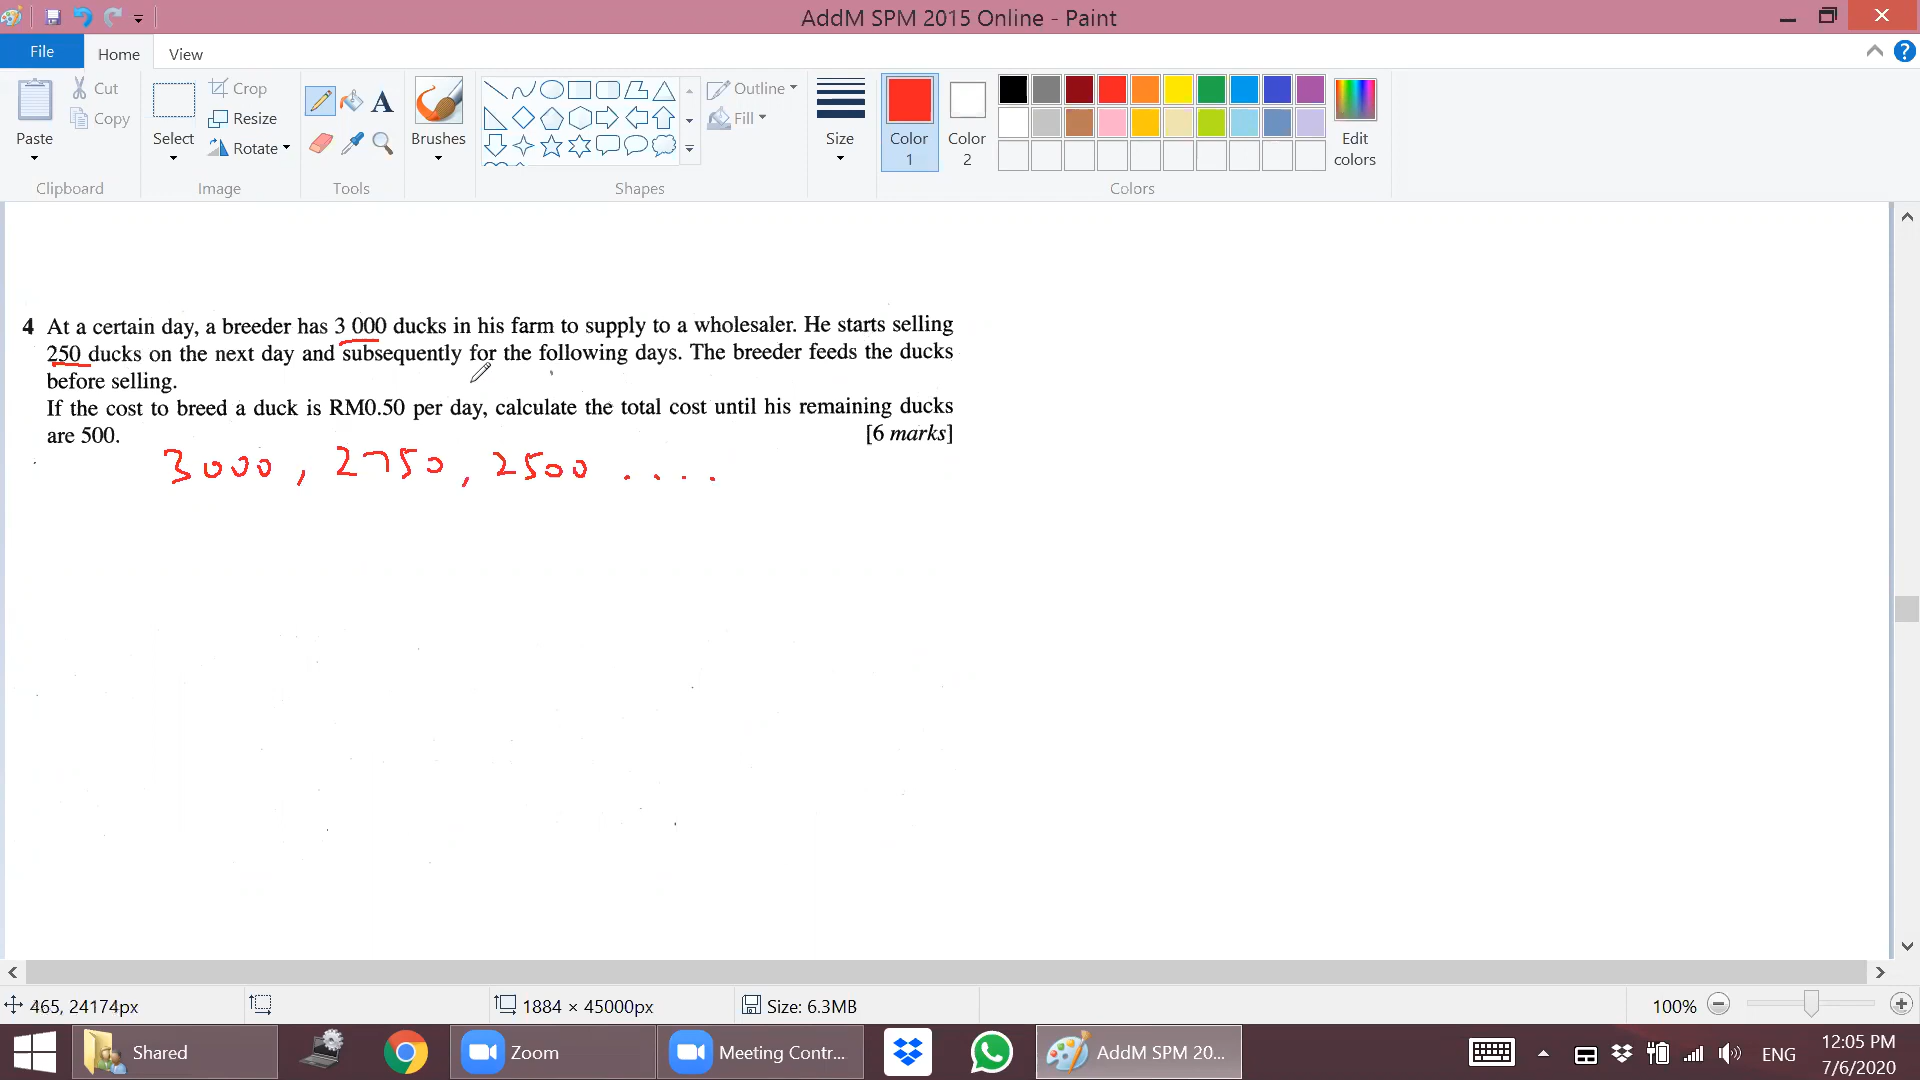 AddM SPM 2015 Online - Paint
File
Home
View
Paste
Cut
Copy
Clipboard
Select
Crop
Resize
Rotate
Image
A
Tools
Brushes
Outline
Fill
Shapes
Size
Color
1
Color
2
Edit
colors
Colors
4 At a certain day, a breeder has 3 000 ducks in his farm to supply to a wholesaler. He starts selling
250 ducks on the next day and subsequently for the following days. The breeder feeds the ducks
before selling.
If the cost to breed a duck is RM0.50 per day, calculate the total cost until his remaining ducks
are 500. [6 marks]
3000 , 2750 , 2500 ....
465, 24174px
1884 × 45000px
Size: 6.3MB
100%
Shared
Zoom
Meeting Contr...
AddM SPM 20...
ENG
12:05 PM
7/6/2020